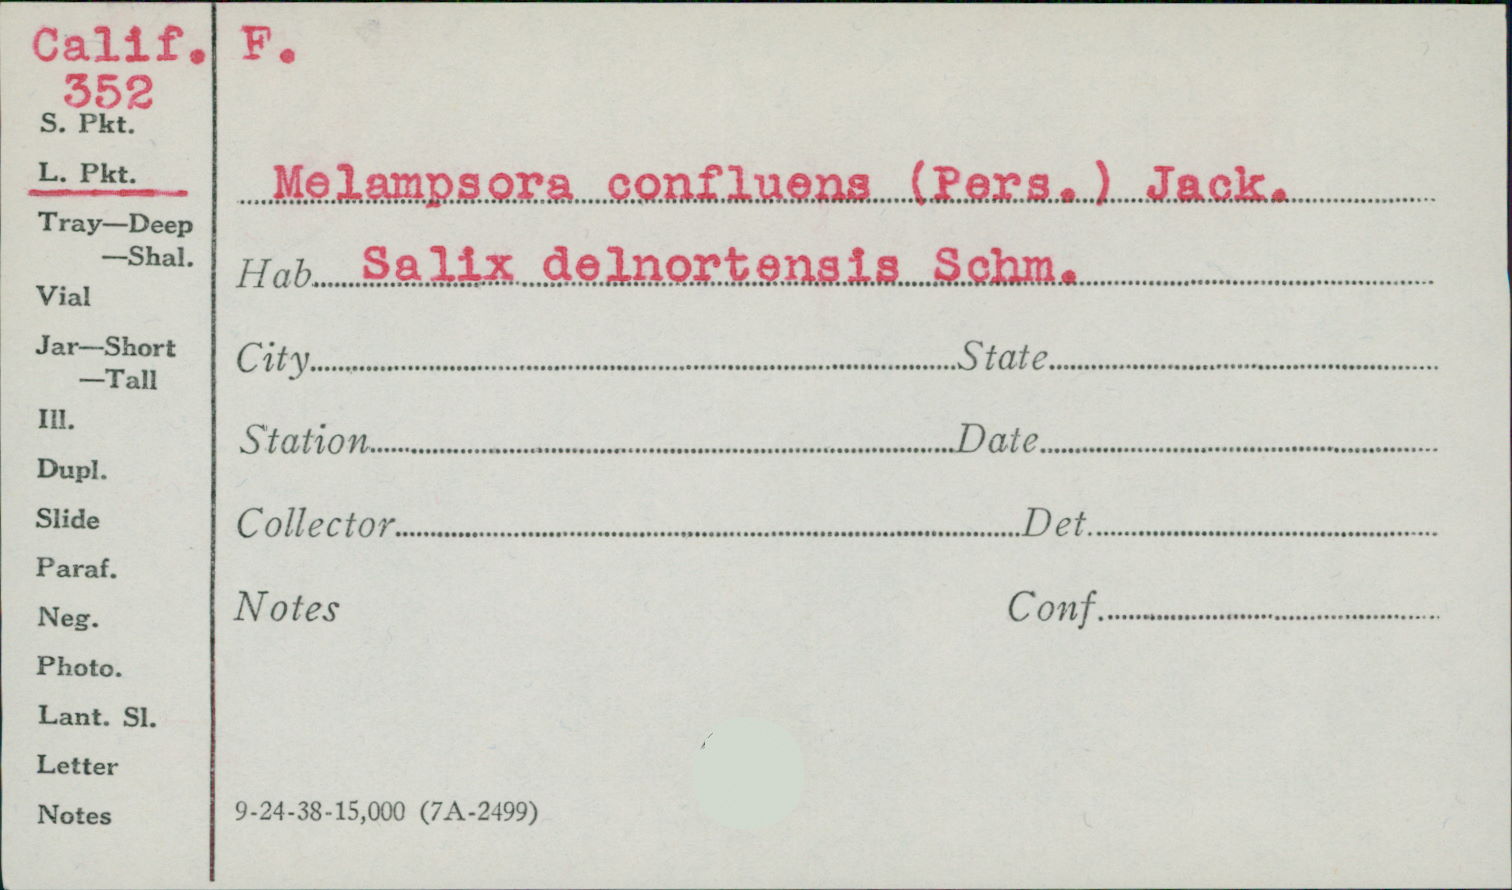 Calif. F.
352
S. Pkt.
L. Pkt.
Melampsora confluens (Pers.) Jack.
Tray—Deep
—Shal.
Hab. Salix delnortensis Schm.
Vial
Jar—Short
—Tall
City State
Ill.
Station Date
Dupl.
Slide
Collector Det.
Paraf.
Neg.
Notes Conf.
Photo.
Lant. Sl.
Letter
Notes
9-24-38-15,000 (7A-2499)